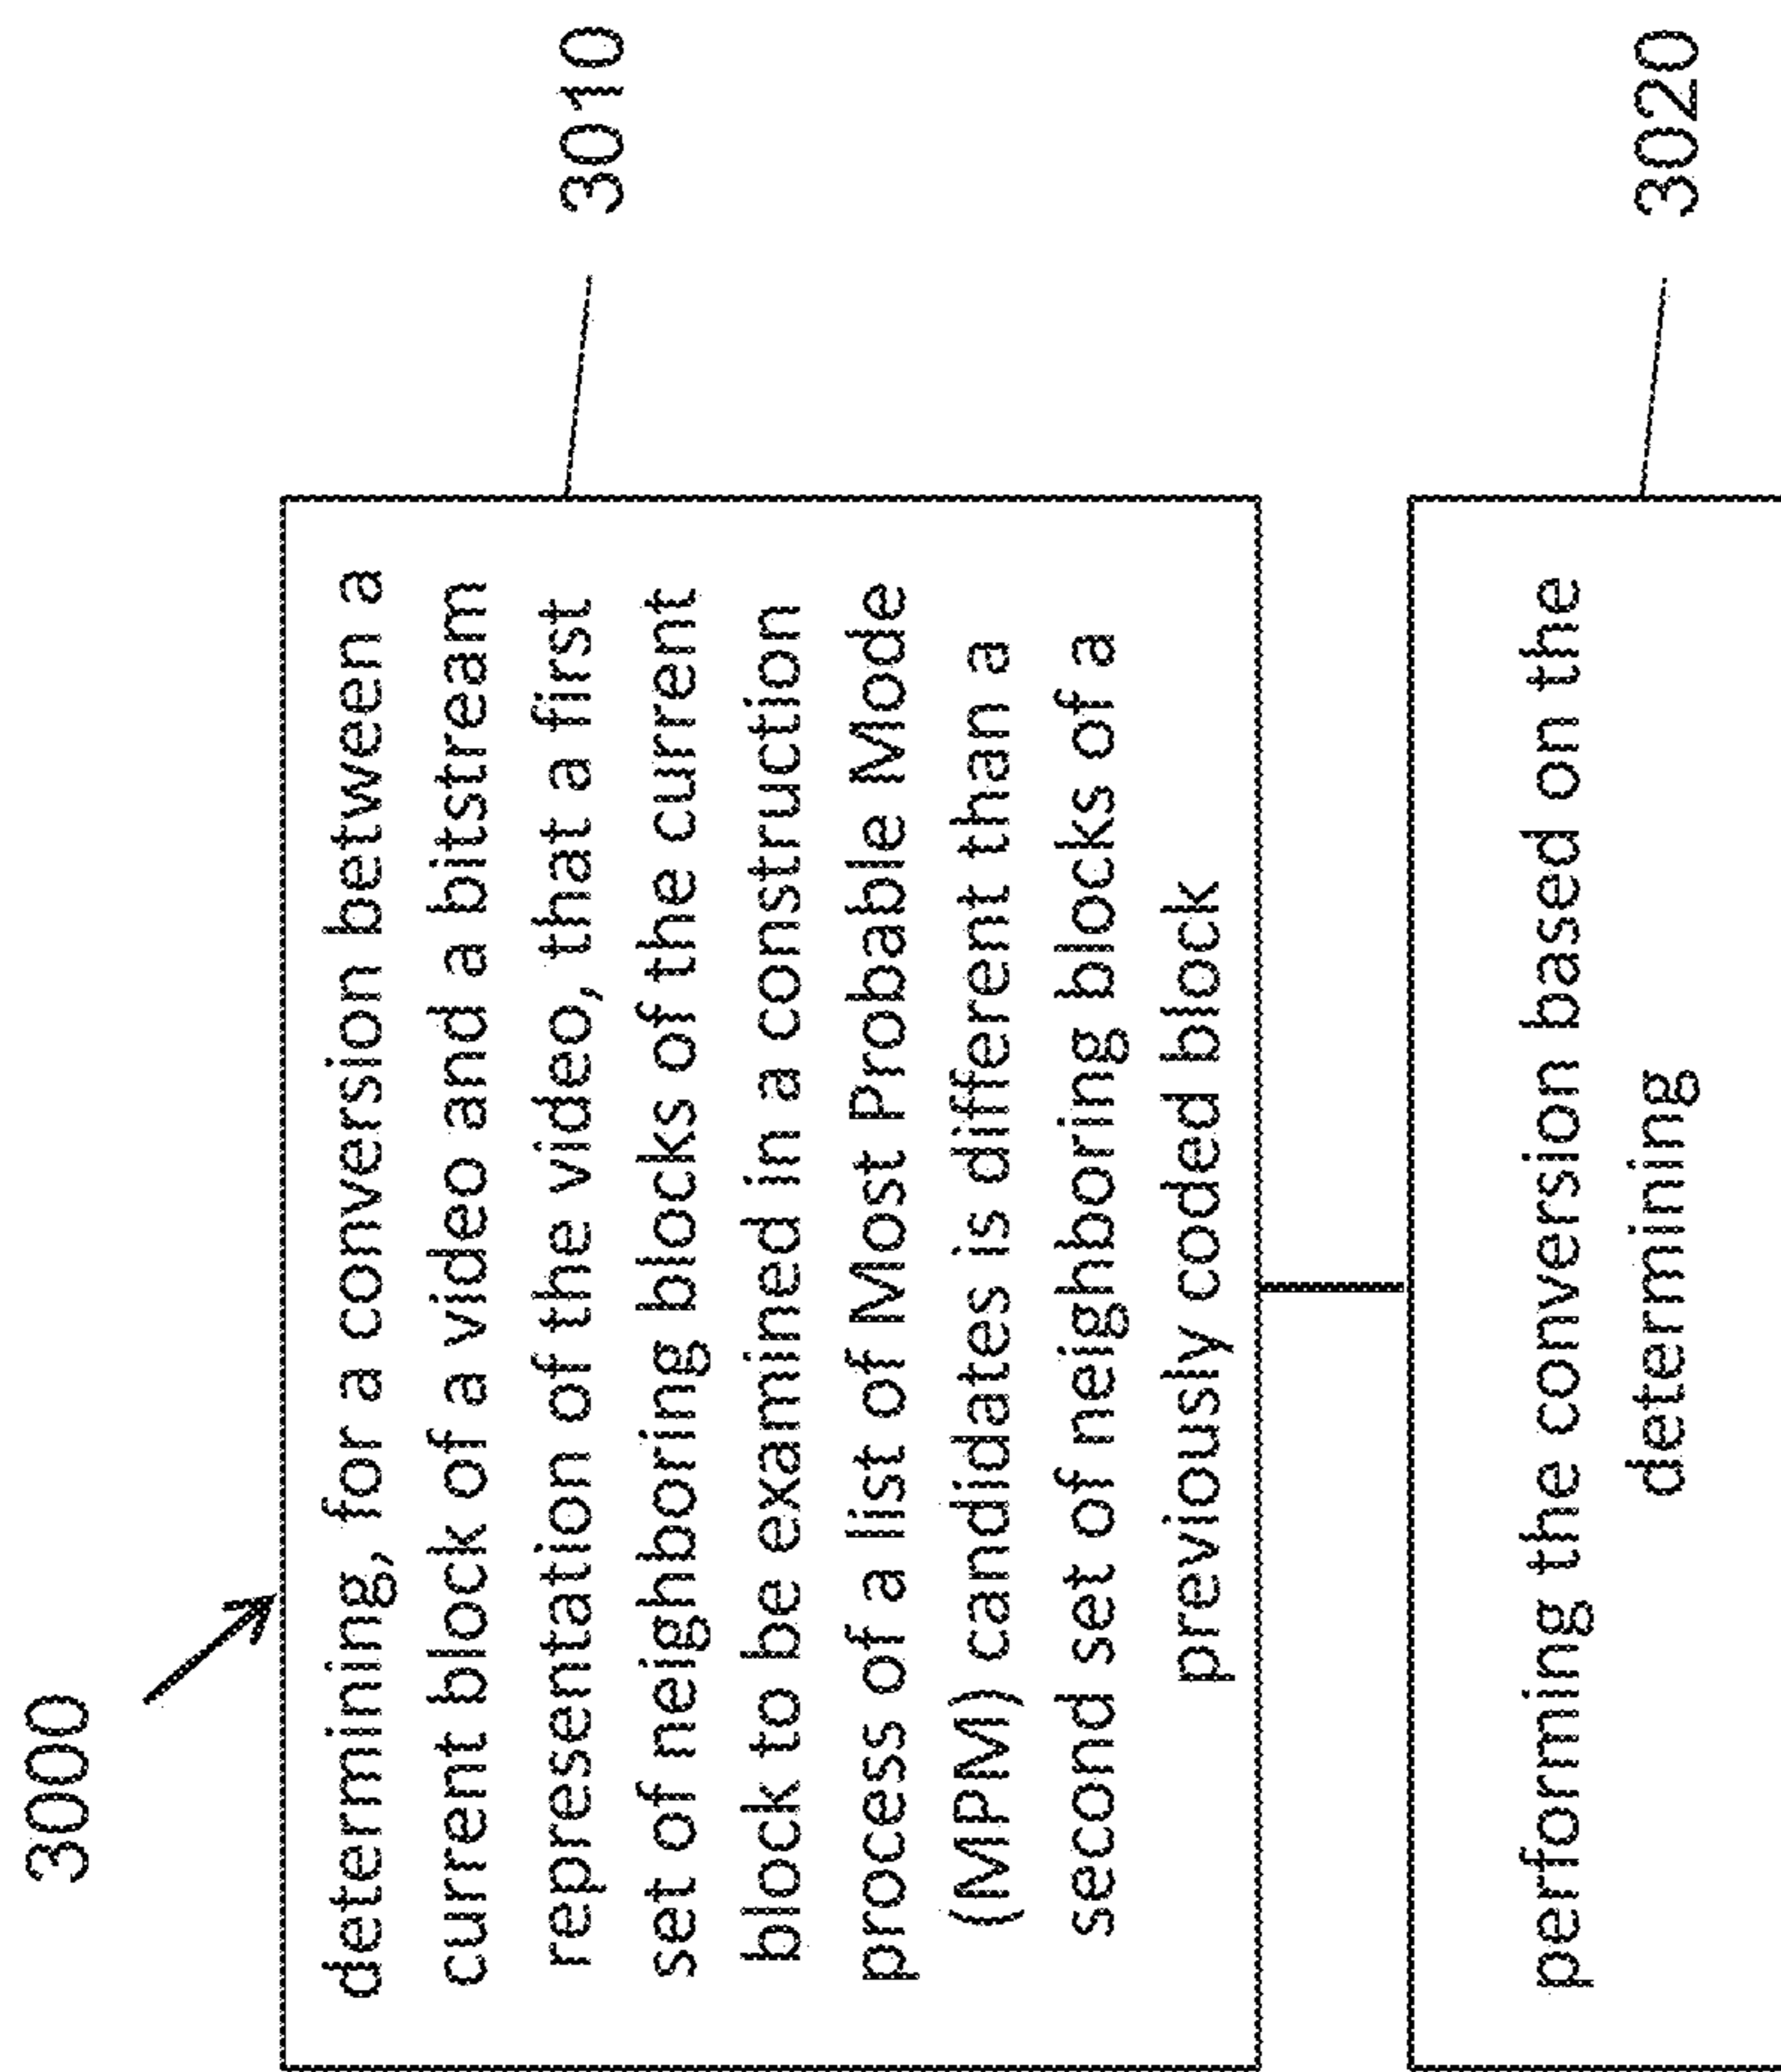 3000
determining, for a conversion between a
current block of a video and a bitstream
representation of the video, that a first
set of neighboring blocks of the current
block to be examined in a construction
process of a list of Most Probable Mode
(MPM) candidates is different than a
second set of neighboring blocks of a
previously coded block
3010
performing the conversion based on the
determining
3020